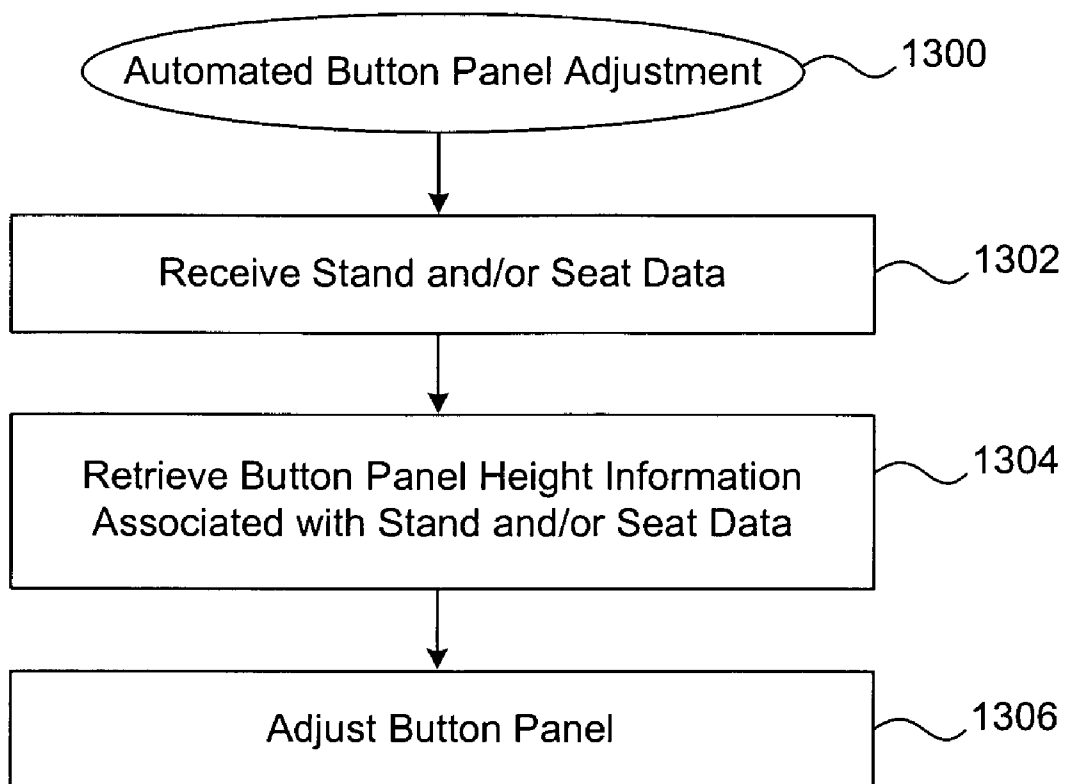 Automated Button Panel Adjustment
1300
Receive Stand and/or Seat Data
1302
Retrieve Button Panel Height Information
Associated with Stand and/or Seat Data
1304
Adjust Button Panel
1306